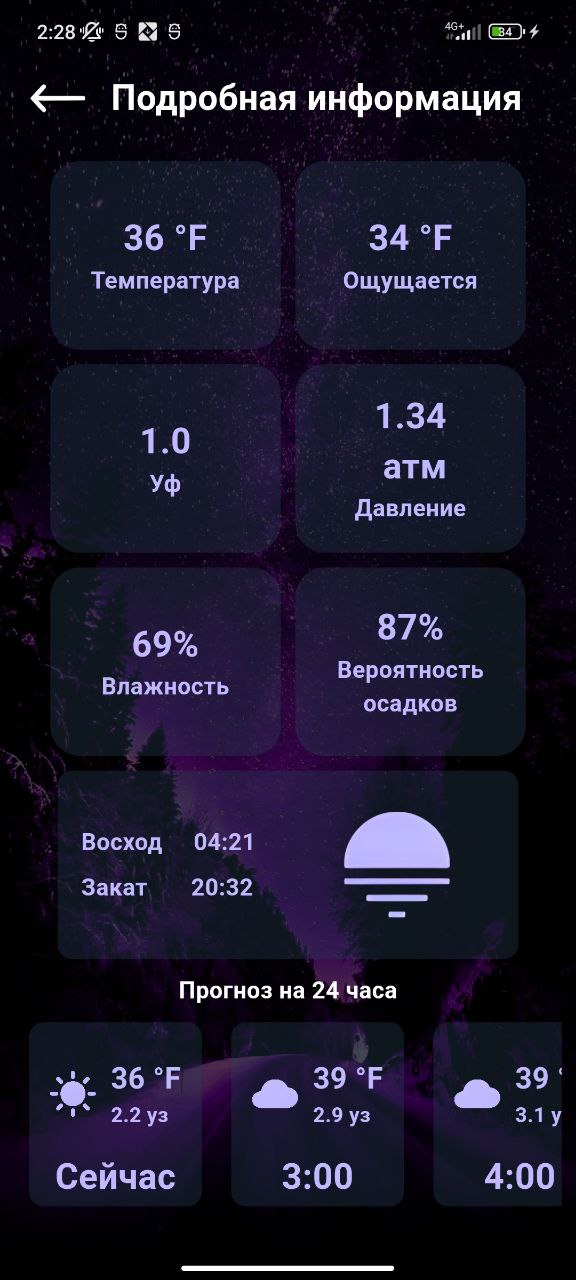 2:28 4G+ 84
Подробная информация
36 °F 34 °F
Температура Ощущается
1.0 1.34
атм
Уф Давление
69% 87%
Влажность Вероятность
осадков
Восход 04:21
Закат 20:32
Прогноз на 24 часа
36 °F 39 °F 39 °
2.2 уз 2.9 уз 3.1 у
Сейчас 3:00 4:00